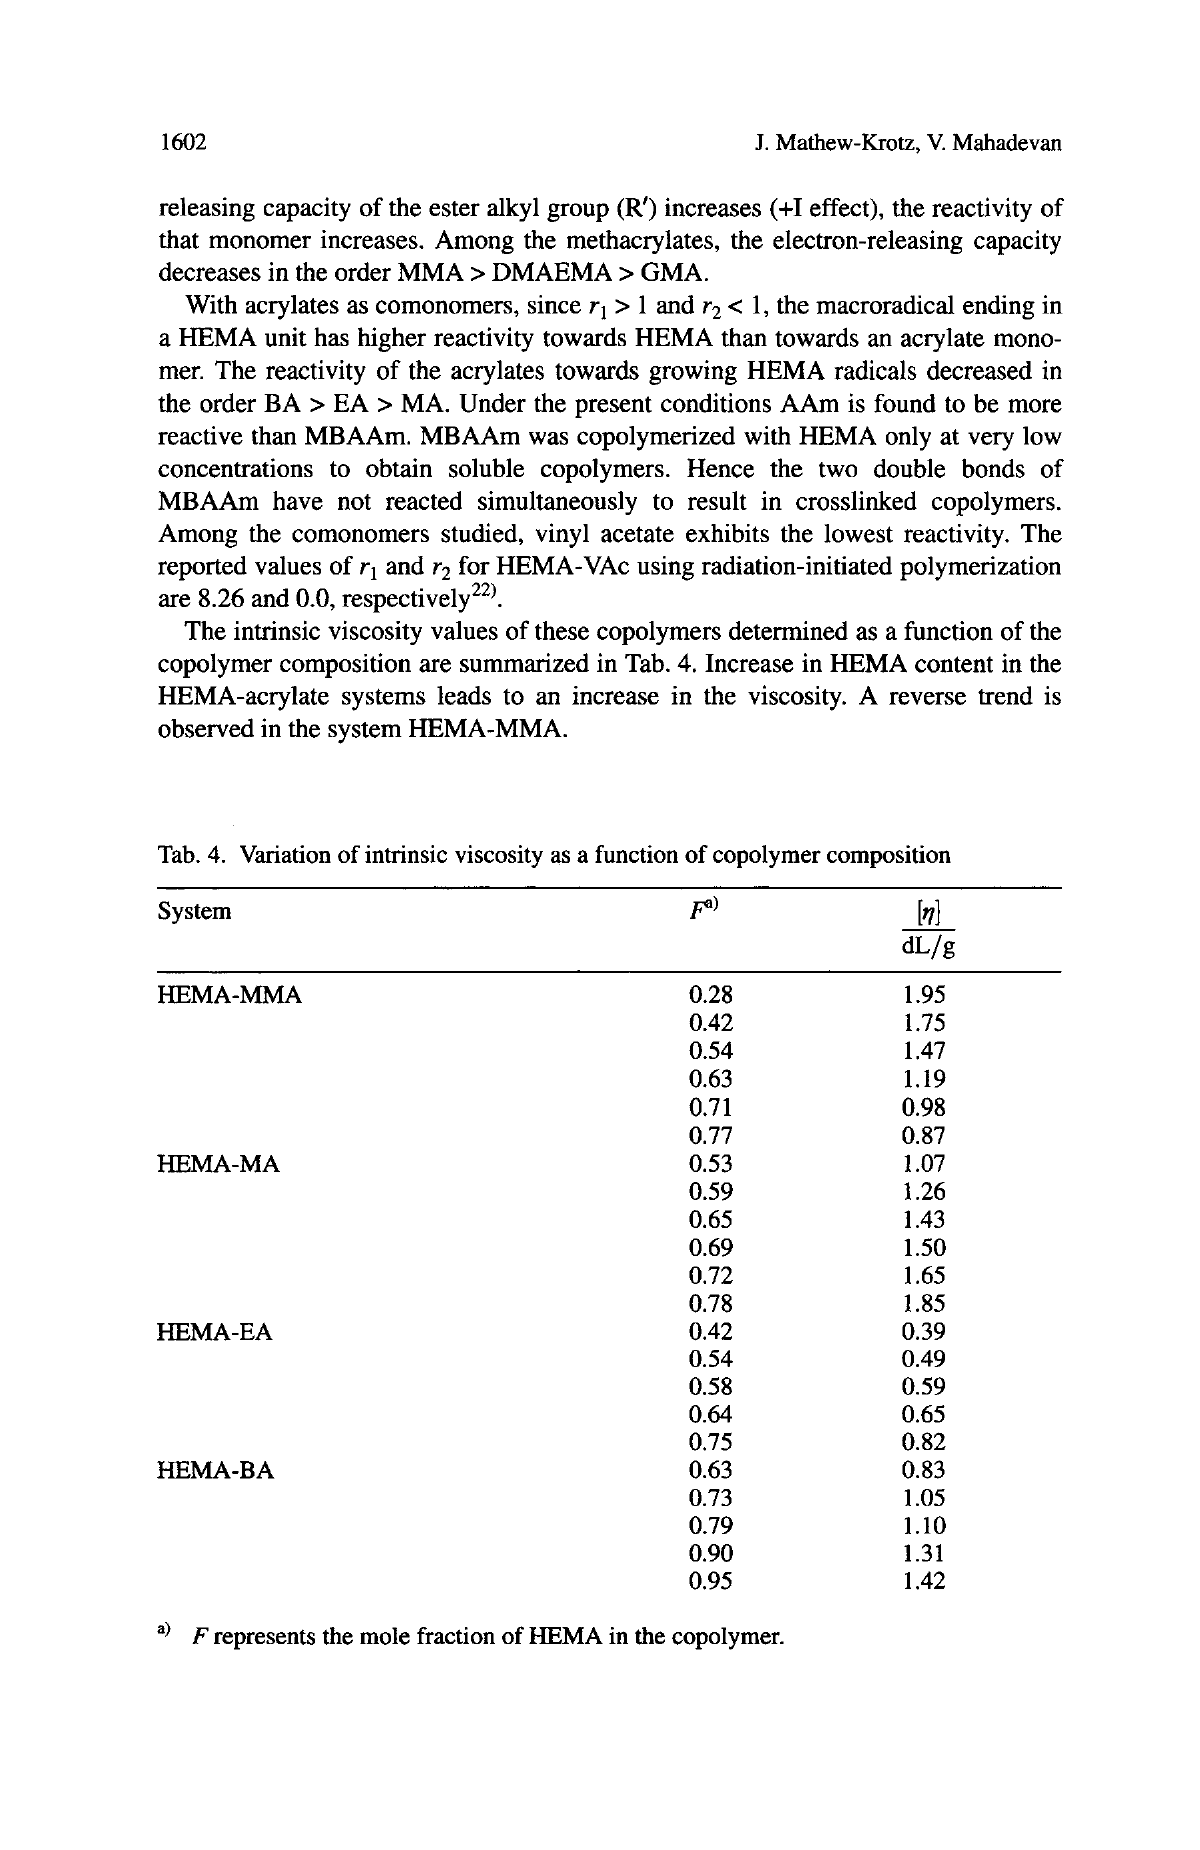 1602 J. Mathew-Krotz, V. Mahadevan
releasing capacity of the ester alkyl group (R′) increases (+I effect), the reactivity of
that monomer increases. Among the methacrylates, the electron-releasing capacity
decreases in the order MMA > DMAEMA > GMA.
With acrylates as comonomers, since r₁ > 1 and r₂ < 1, the macroradical ending in
a HEMA unit has higher reactivity towards HEMA than towards an acrylate mono-
mer. The reactivity of the acrylates towards growing HEMA radicals decreased in
the order BA > EA > MA. Under the present conditions AAm is found to be more
reactive than MBAAm. MBAAm was copolymerized with HEMA only at very low
concentrations to obtain soluble copolymers. Hence the two double bonds of
MBAAm have not reacted simultaneously to result in crosslinked copolymers.
Among the comonomers studied, vinyl acetate exhibits the lowest reactivity. The
reported values of r₁ and r₂ for HEMA-VAc using radiation-initiated polymerization
are 8.26 and 0.0, respectively²²⁾.
The intrinsic viscosity values of these copolymers determined as a function of the
copolymer composition are summarized in Tab. 4. Increase in HEMA content in the
HEMA-acrylate systems leads to an increase in the viscosity. A reverse trend is
observed in the system HEMA-MMA.
Tab. 4. Variation of intrinsic viscosity as a function of copolymer composition
System Fᵃ⁾ [η]
dL/g
HEMA-MMA 0.28 1.95
0.42 1.75
0.54 1.47
0.63 1.19
0.71 0.98
0.77 0.87
HEMA-MA 0.53 1.07
0.59 1.26
0.65 1.43
0.69 1.50
0.72 1.65
0.78 1.85
HEMA-EA 0.42 0.39
0.54 0.49
0.58 0.59
0.64 0.65
0.75 0.82
HEMA-BA 0.63 0.83
0.73 1.05
0.79 1.10
0.90 1.31
0.95 1.42
ᵃ⁾ F represents the mole fraction of HEMA in the copolymer.